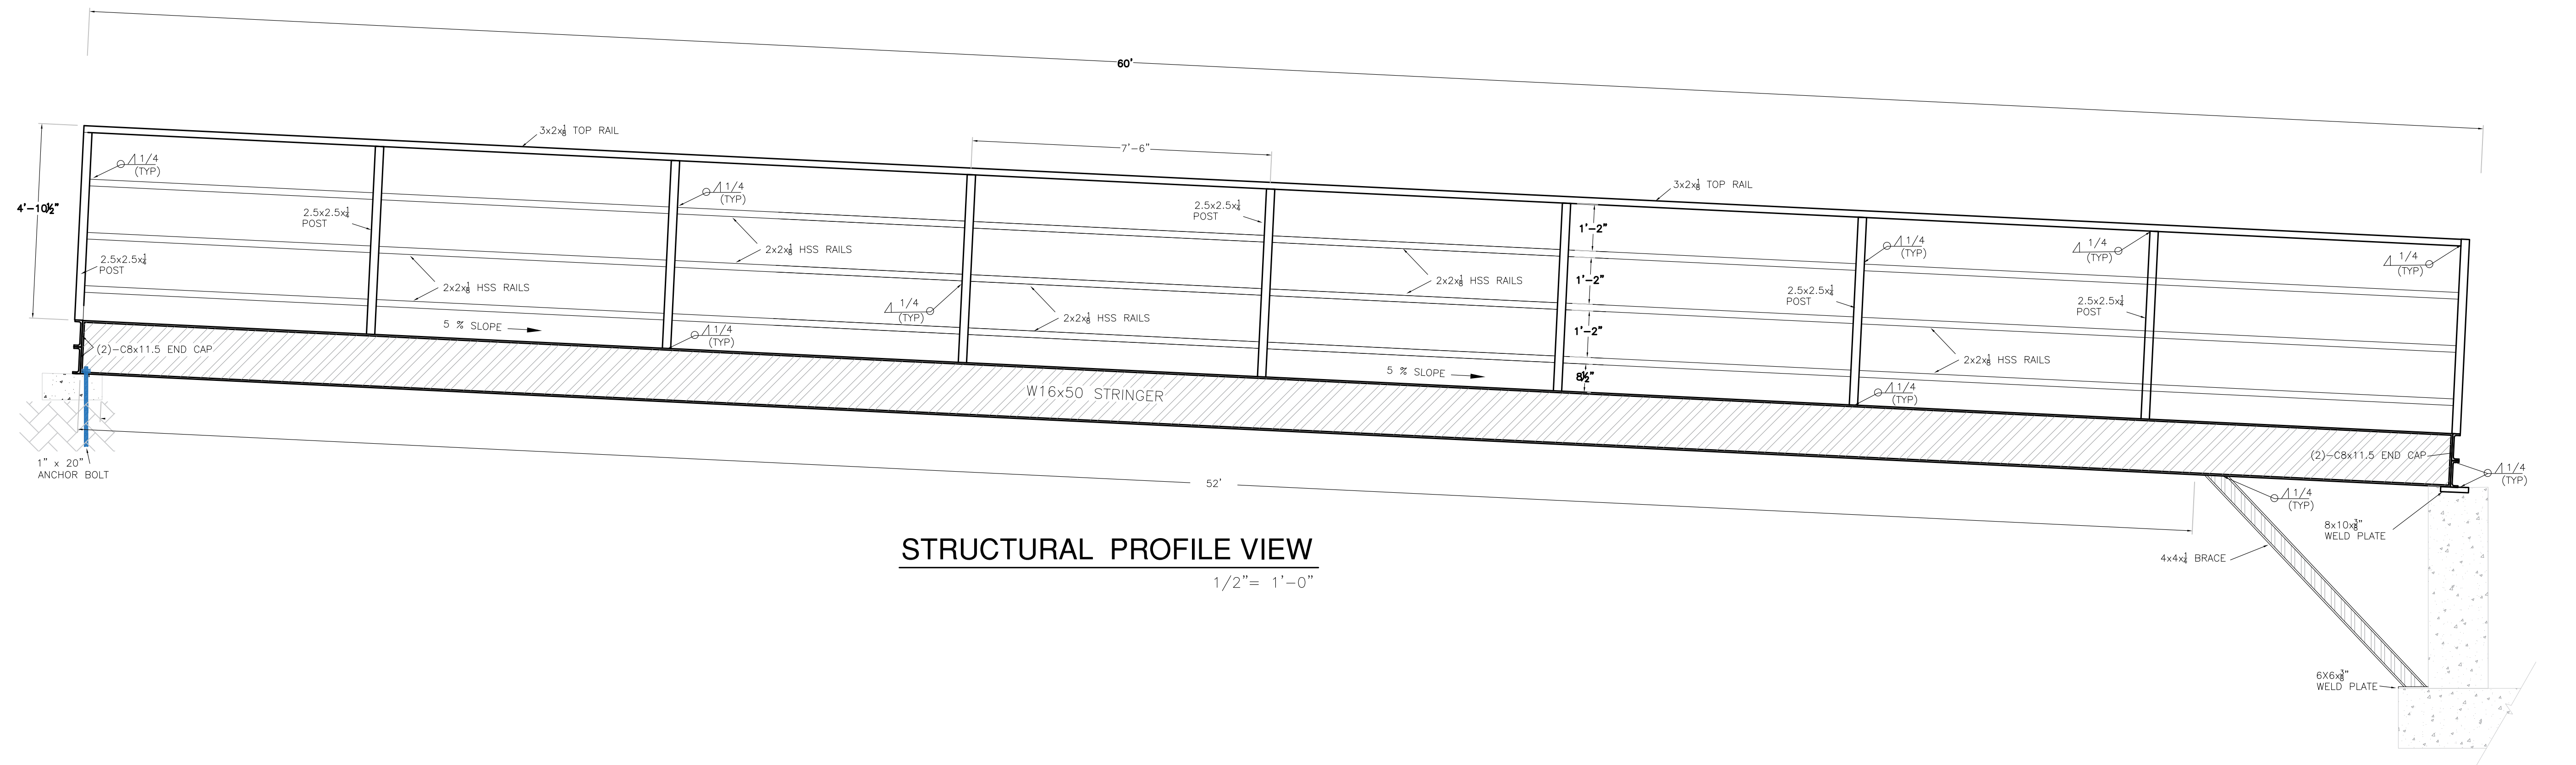 60'
3x2x1/8 TOP RAIL
7'-6"
1/4
(TYP)
3x2x1/8 TOP RAIL
1/4
(TYP)
4'-10½"
2.5x2.5x1/4
POST
2.5x2.5x1/4
POST
1'-2"
1/4
(TYP)
1/4
(TYP)
1/4
(TYP)
2x2x1/8 HSS RAILS
2.5x2.5x1/4
POST
2x2x1/8 HSS RAILS
1'-2"
2x2x1/8 HSS RAILS
2.5x2.5x1/4
POST
2.5x2.5x1/4
POST
1/4
(TYP)
2x2x1/8 HSS RAILS
5 % SLOPE
1/4
(TYP)
1'-2"
(2)-C8x11.5 END CAP
2x2x1/8 HSS RAILS
5 % SLOPE
8½"
W16x50 STRINGER
1/4
(TYP)
(2)-C8x11.5 END CAP
1" x 20"
ANCHOR BOLT
1/4
(TYP)
52'
1/4
(TYP)
8x10x3/8"
WELD PLATE
STRUCTURAL PROFILE VIEW
1/2"= 1'-0"
4x4x1/4 BRACE
6X6x3/8"
WELD PLATE